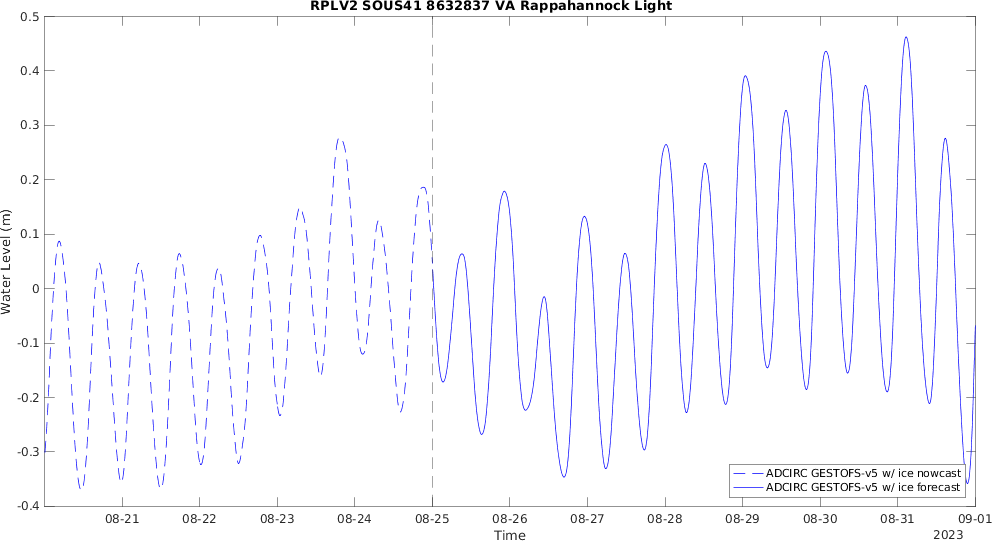 RPLV2 SOUS41 8632837 VA Rappahannock Light
Water Level (m)
0.5
0.4
0.3
0.2
0.1
0
-0.1
-0.2
-0.3
-0.4
ADCIRC GESTOFS-v5 w/ ice nowcast
ADCIRC GESTOFS-v5 w/ ice forecast
08-21 08-22 08-23 08-24 08-25 08-26 08-27 08-28 08-29 08-30 08-31 09-01
Time
2023